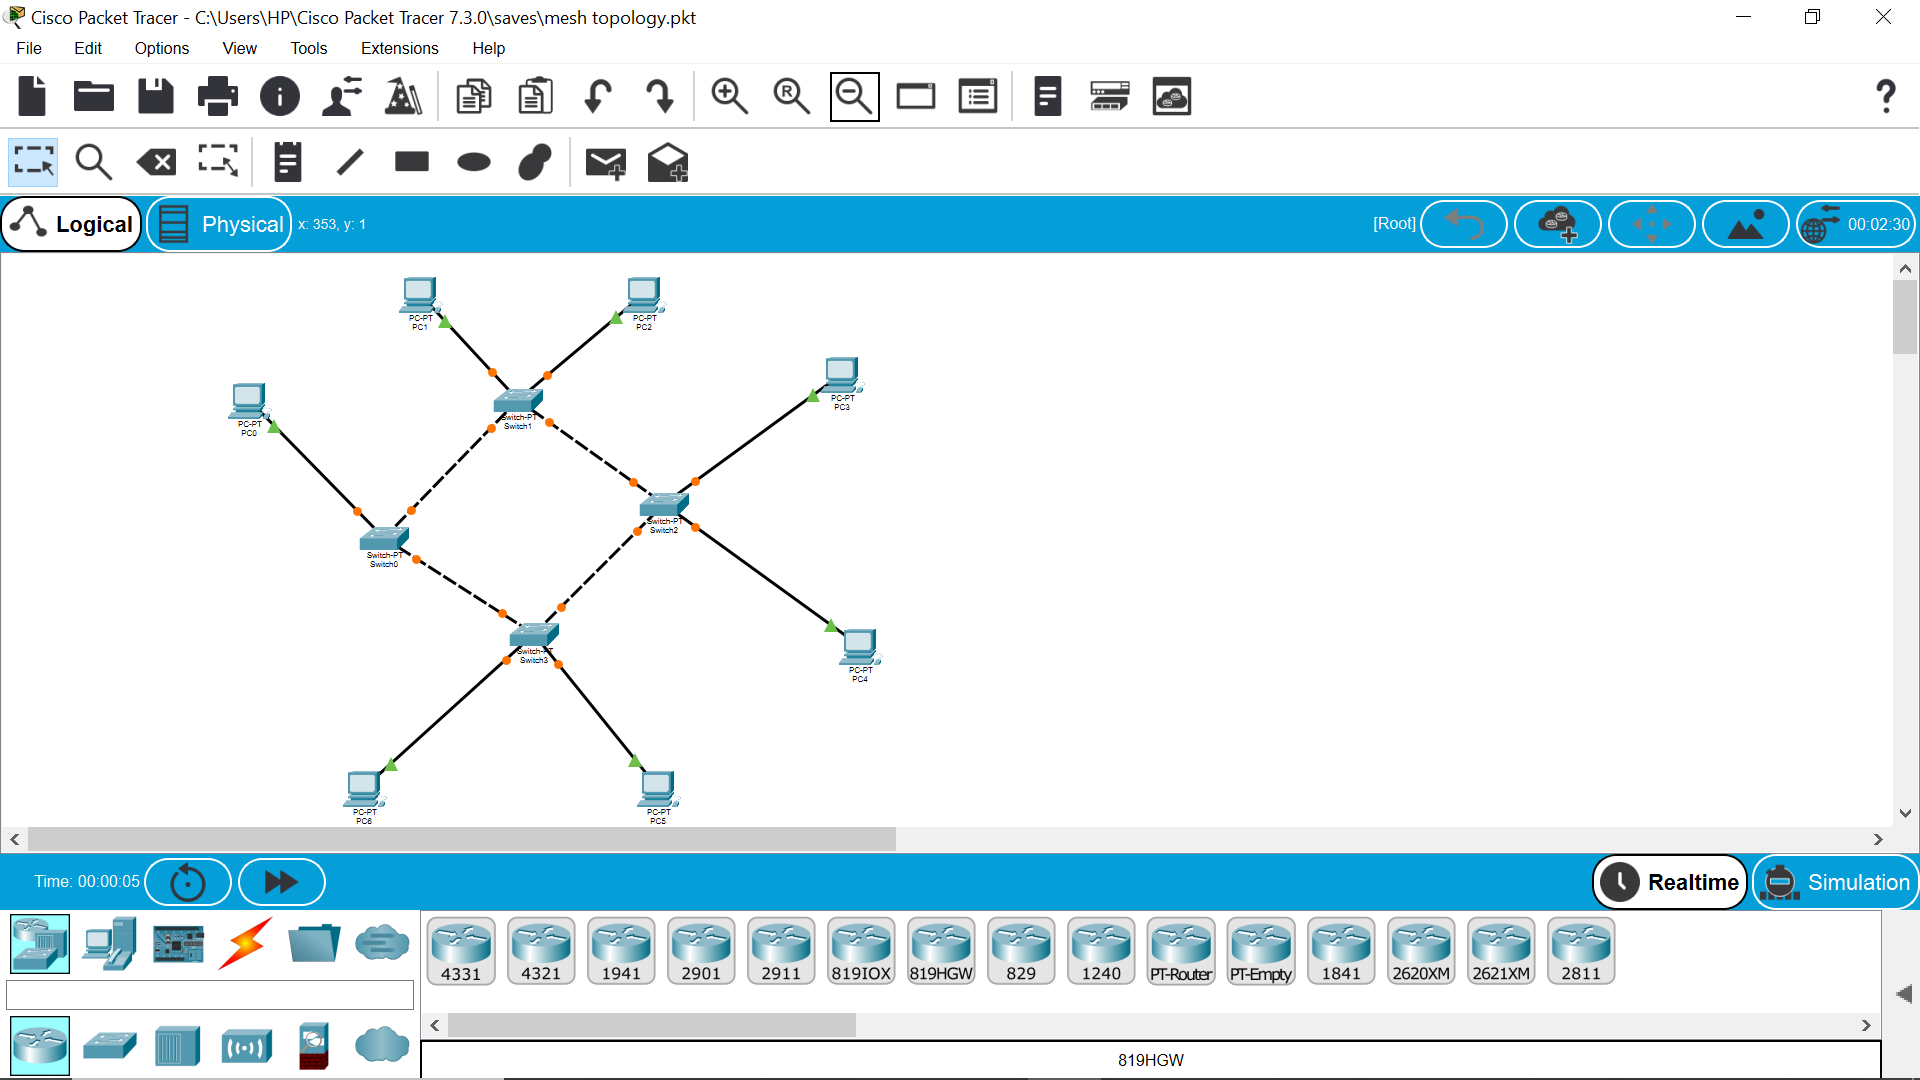 Cisco Packet Tracer - C:\Users\HP\Cisco Packet Tracer 7.3.0\saves\mesh topology.pkt
File Edit Options View Tools Extensions Help
Logical Physical x: 353, y: 1 [Root] 00:02:30
PC-PT
PC1
PC-PT
PC2
PC-PT
PC3
PC-PT
PC0
Switch-PT
Switch1
Switch-PT
Switch2
Switch-PT
Switch0
Switch-PT
Switch3
PC-PT
PC4
PC-PT
PC6
PC-PT
PC5
Time: 00:00:05 Realtime Simulation
4331 4321 1941 2901 2911 819IOX 819HGW 829 1240 PT-Router PT-Empty 1841 2620XM 2621XM 2811
819HGW